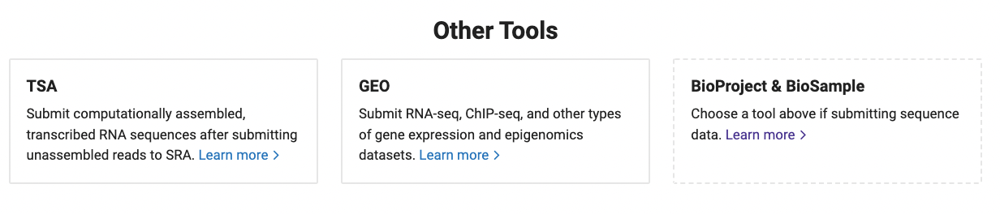 Other Tools
TSA
Submit computationally assembled,
transcribed RNA sequences after submitting
unassembled reads to SRA. Learn more >
GEO
Submit RNA-seq, ChIP-seq, and other types
of gene expression and epigenomics
datasets. Learn more >
BioProject & BioSample
Choose a tool above if submitting sequence
data. Learn more >